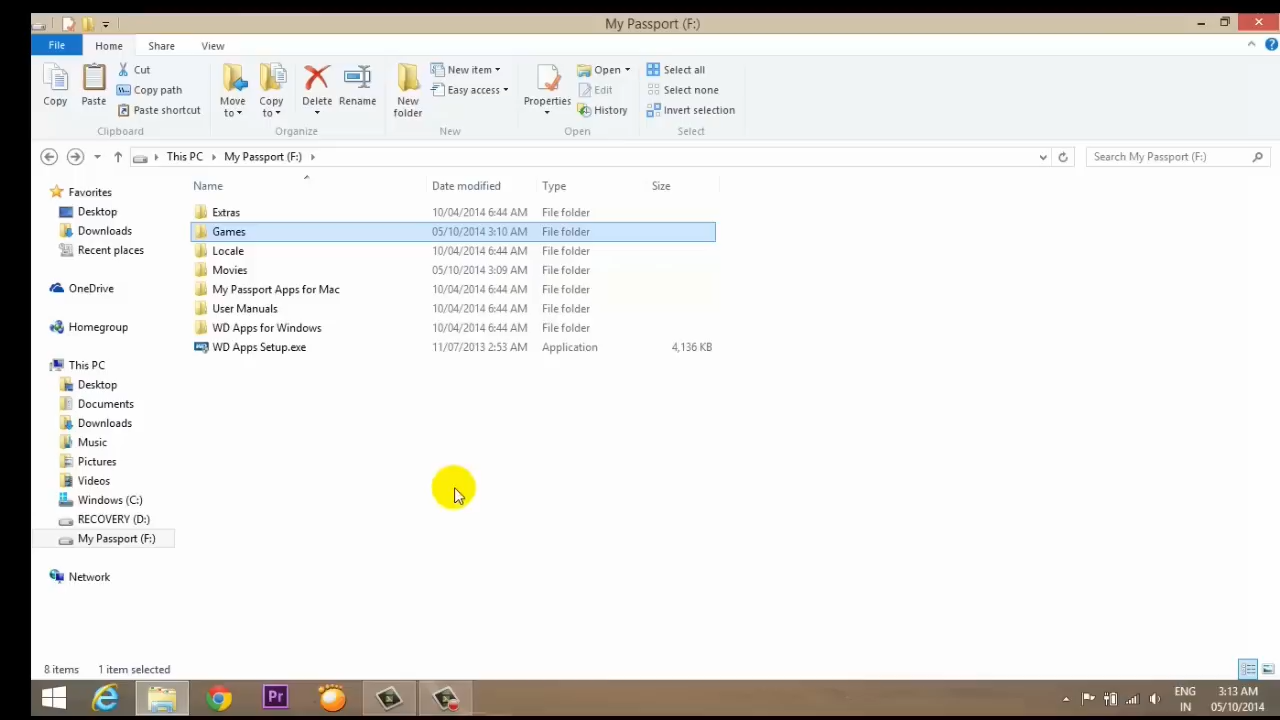 My Passport (F:)
File Home Share View
Copy Paste Cut Copy path Paste shortcut Move to Copy to Delete Rename New folder New item Easy access Properties Open Edit History Select all Select none Invert selection
Clipboard Organize New Open Select
This PC My Passport (F:) Search My Passport (F:)
Name Date modified Type Size
Extras 10/04/2014 6:44 AM File folder
Games 05/10/2014 3:10 AM File folder
Locale 10/04/2014 6:44 AM File folder
Movies 05/10/2014 3:09 AM File folder
My Passport Apps for Mac 10/04/2014 6:44 AM File folder
User Manuals 10/04/2014 6:44 AM File folder
WD Apps for Windows 10/04/2014 6:44 AM File folder
WD Apps Setup.exe 11/07/2013 2:53 AM Application 4,136 KB
Favorites
Desktop
Downloads
Recent places
OneDrive
Homegroup
This PC
Desktop
Documents
Downloads
Music
Pictures
Videos
Windows (C:)
RECOVERY (D:)
My Passport (F:)
Network
8 items 1 item selected
Pr
ENG 3:13 AM
IN 05/10/2014